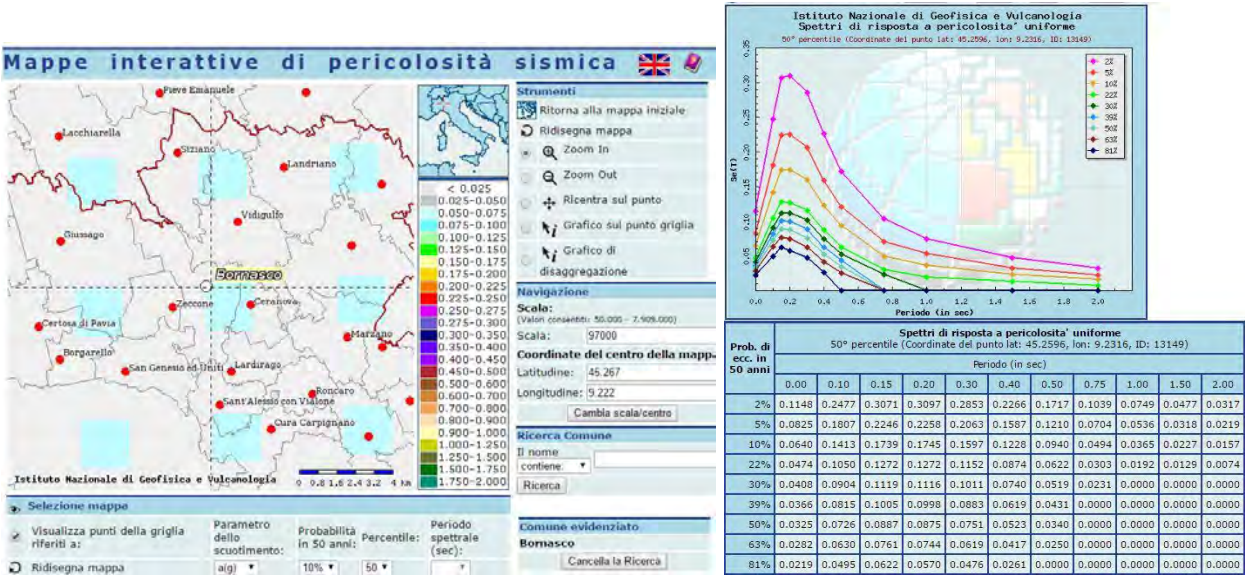 Mappe interattive di pericolosità sismica
Pieve Emanuele
Lacchiarella
Siziano
Landriano
Vidigulfo
Giussago
Bornasco
Zeccone
Ceranova
Certosa di Pavia
Marzano
Borgarello
San Genesio ed Uniti
Lardirago
Roncaro
Sant'Alessio con Vialone
Cura Carpignano
Istituto Nazionale di Geofisica e Vulcanologia
0 0.8 1.6 2.4 3.2 4 km
< 0.025
0.025-0.050
0.050-0.075
0.075-0.100
0.100-0.125
0.125-0.150
0.150-0.175
0.175-0.200
0.200-0.225
0.225-0.250
0.250-0.275
0.275-0.300
0.300-0.350
0.350-0.400
0.400-0.450
0.450-0.500
0.500-0.600
0.600-0.700
0.700-0.800
0.800-0.900
0.900-1.000
1.000-1.250
1.250-1.500
1.500-1.750
1.750-2.000
Strumenti
Ritorna alla mappa iniziale
Ridisegna mappa
Zoom In
Zoom Out
Ricentra sul punto
Grafico sul punto griglia
Grafico di
disaggregazione
Navigazione
Scala:
(Valori consentiti: 50.000 - 7.909.000)
Scala: 97000
Coordinate del centro della mappa
Latitudine: 45.267
Longitudine: 9.222
Cambia scala/centro
Ricerca Comune
Il nome
contiene:
Ricerca
Comune evidenziato
Bornasco
Cancella la Ricerca
Selezione mappa
Visualizza punti della griglia
riferiti a:
Parametro
dello
scuotimento:
Probabilità
in 50 anni:
Percentile:
Periodo
spettrale
(sec):
Ridisegna mappa
a(g)
10%
50
Istituto Nazionale di Geofisica e Vulcanologia
Spettri di risposta a pericolosita' uniforme
50° percentile (Coordinate del punto lat: 45.2596, lon: 9.2316, ID: 13149)
Se(T)
0.35
0.30
0.25
0.20
0.15
0.10
0.05
2%
5%
10%
22%
30%
39%
50%
63%
81%
0.0 0.2 0.4 0.6 0.8 1.0 1.2 1.4 1.6 1.8 2.0
Periodo (in sec)
Prob. di
ecc. in
50 anni
Spettri di risposta a pericolosita' uniforme
50° percentile (Coordinate del punto lat: 45.2596, lon: 9.2316, ID: 13149)
Periodo (in sec)
0.00 0.10 0.15 0.20 0.30 0.40 0.50 0.75 1.00 1.50 2.00
2% 0.1148 0.2477 0.3071 0.3097 0.2853 0.2266 0.1717 0.1039 0.0749 0.0477 0.0317
5% 0.0825 0.1807 0.2246 0.2258 0.2063 0.1587 0.1210 0.0704 0.0536 0.0318 0.0219
10% 0.0640 0.1413 0.1739 0.1745 0.1597 0.1228 0.0940 0.0494 0.0365 0.0227 0.0157
22% 0.0474 0.1050 0.1272 0.1272 0.1152 0.0874 0.0622 0.0303 0.0192 0.0129 0.0074
30% 0.0408 0.0904 0.1119 0.1116 0.1011 0.0740 0.0519 0.0231 0.0000 0.0000 0.0000
39% 0.0366 0.0815 0.1005 0.0998 0.0883 0.0619 0.0431 0.0000 0.0000 0.0000 0.0000
50% 0.0325 0.0726 0.0887 0.0875 0.0751 0.0523 0.0340 0.0000 0.0000 0.0000 0.0000
63% 0.0282 0.0630 0.0761 0.0744 0.0619 0.0417 0.0250 0.0000 0.0000 0.0000 0.0000
81% 0.0219 0.0495 0.0622 0.0570 0.0476 0.0261 0.0000 0.0000 0.0000 0.0000 0.0000